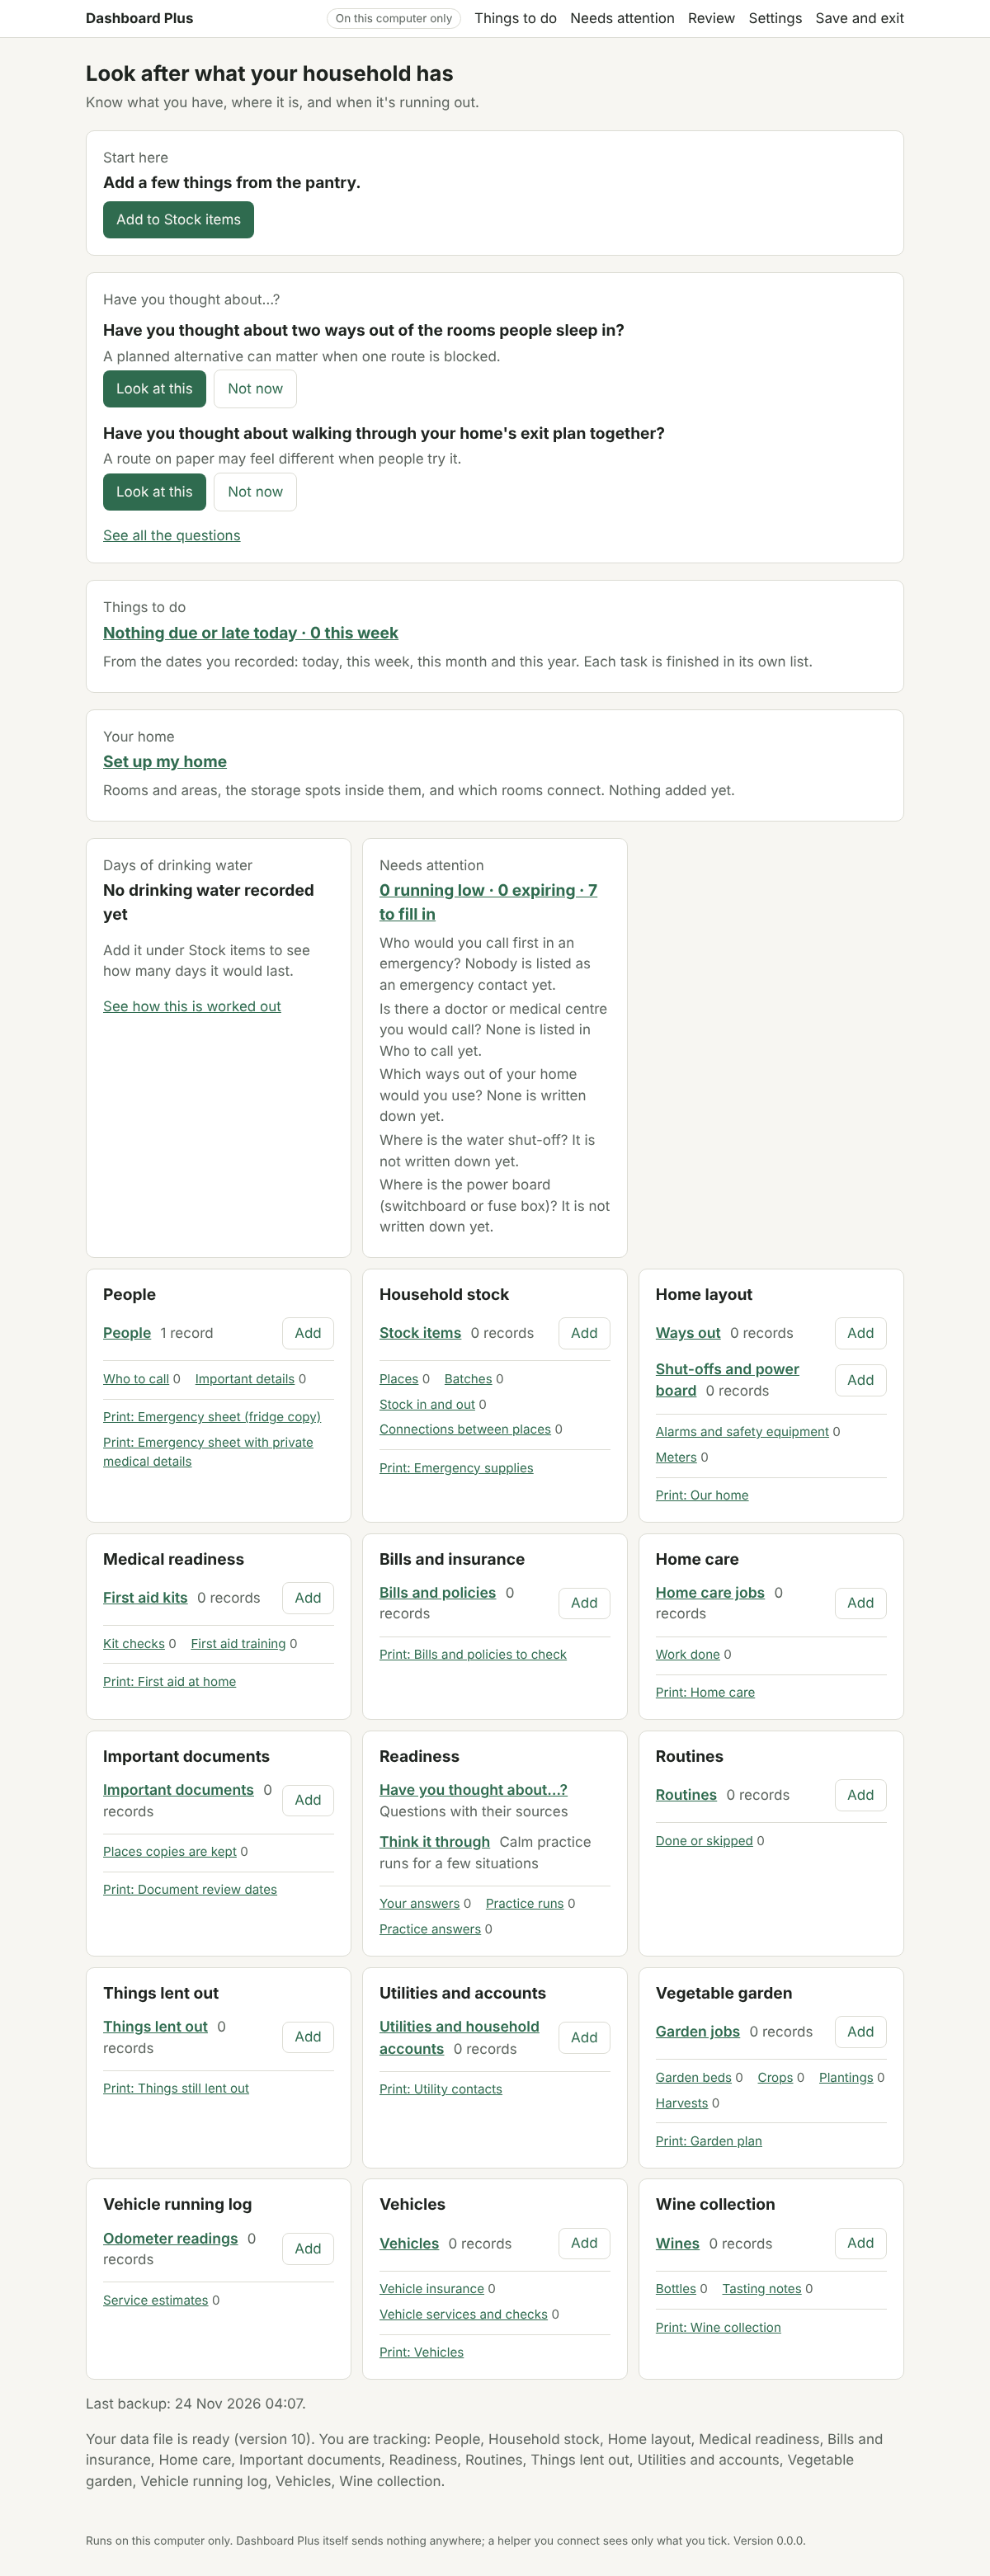 Dashboard Plus
On this computer only
Things to do
Needs attention
Review
Settings
Save and exit
Look after what your household has
Know what you have, where it is, and when it's running out.
Start here
Add a few things from the pantry.
Add to Stock items
Have you thought about...?
Have you thought about two ways out of the rooms people sleep in?
A planned alternative can matter when one route is blocked.
Look at this
Not now
Have you thought about walking through your home's exit plan together?
A route on paper may feel different when people try it.
Look at this
Not now
See all the questions
Things to do
Nothing due or late today · 0 this week
From the dates you recorded: today, this week, this month and this year. Each task is finished in its own list.
Your home
Set up my home
Rooms and areas, the storage spots inside them, and which rooms connect. Nothing added yet.
Days of drinking water
No drinking water recorded
yet
Add it under Stock items to see
how many days it would last.
See how this is worked out
Needs attention
0 running low · 0 expiring · 7
to fill in
Who would you call first in an
emergency? Nobody is listed as
an emergency contact yet.
Is there a doctor or medical centre
you would call? None is listed in
Who to call yet.
Which ways out of your home
would you use? None is written
down yet.
Where is the water shut-off? It is
not written down yet.
Where is the power board
(switchboard or fuse box)? It is not
written down yet.
People
People 1 record
Add
Who to call 0 Important details 0
Print: Emergency sheet (fridge copy)
Print: Emergency sheet with private
medical details
Household stock
Stock items 0 records
Add
Places 0 Batches 0
Stock in and out 0
Connections between places 0
Print: Emergency supplies
Home layout
Ways out 0 records
Add
Shut-offs and power
board 0 records
Add
Alarms and safety equipment 0
Meters 0
Print: Our home
Medical readiness
First aid kits 0 records
Add
Kit checks 0 First aid training 0
Print: First aid at home
Bills and insurance
Bills and policies 0
records
Add
Print: Bills and policies to check
Home care
Home care jobs 0
records
Add
Work done 0
Print: Home care
Important documents
Important documents 0
records
Add
Places copies are kept 0
Print: Document review dates
Readiness
Have you thought about...?
Questions with their sources
Think it through Calm practice
runs for a few situations
Your answers 0 Practice runs 0
Practice answers 0
Routines
Routines 0 records
Add
Done or skipped 0
Things lent out
Things lent out 0
records
Add
Print: Things still lent out
Utilities and accounts
Utilities and household
accounts 0 records
Add
Print: Utility contacts
Vegetable garden
Garden jobs 0 records
Add
Garden beds 0 Crops 0 Plantings 0
Harvests 0
Print: Garden plan
Vehicle running log
Odometer readings 0
records
Add
Service estimates 0
Vehicles
Vehicles 0 records
Add
Vehicle insurance 0
Vehicle services and checks 0
Print: Vehicles
Wine collection
Wines 0 records
Add
Bottles 0 Tasting notes 0
Print: Wine collection
Last backup: 24 Nov 2026 04:07.
Your data file is ready (version 10). You are tracking: People, Household stock, Home layout, Medical readiness, Bills and
insurance, Home care, Important documents, Readiness, Routines, Things lent out, Utilities and accounts, Vegetable
garden, Vehicle running log, Vehicles, Wine collection.
Runs on this computer only. Dashboard Plus itself sends nothing anywhere; a helper you connect sees only what you tick. Version 0.0.0.